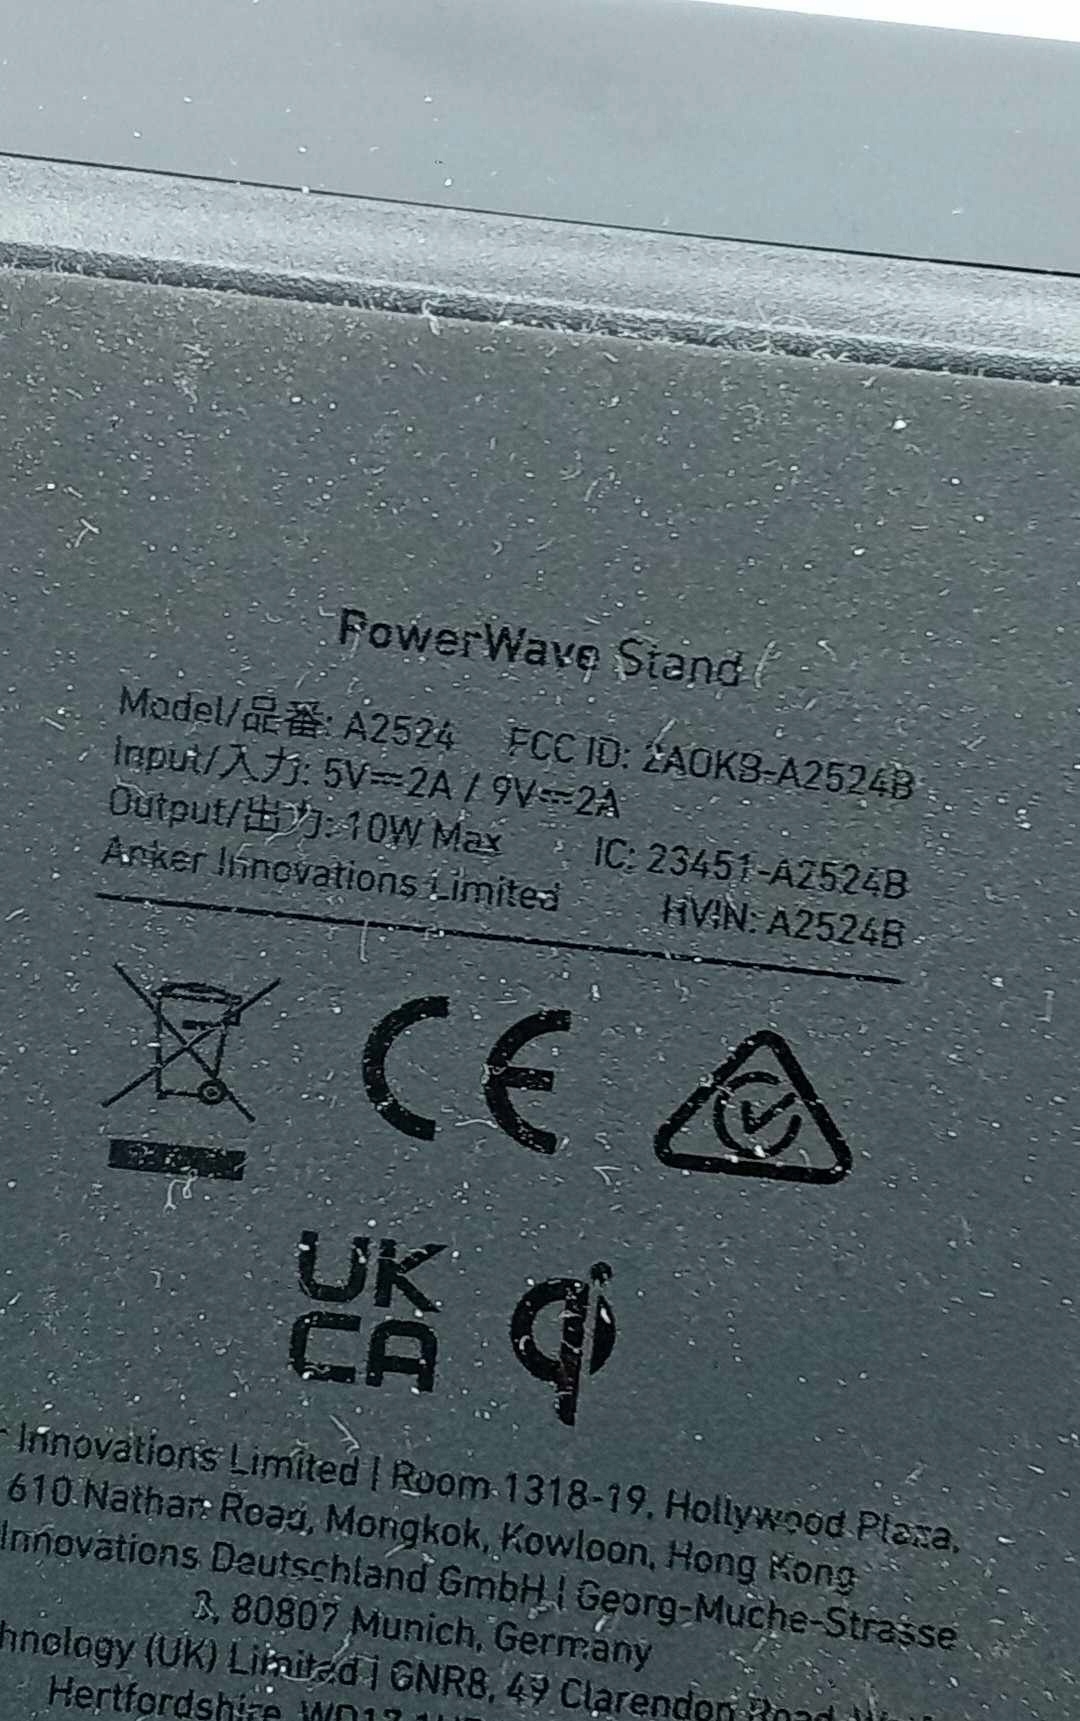 PowerWave Stand
Model/品番: A2524 FCC ID: 2AOKB-A2524B
Input/入力: 5V⎓2A / 9V⎓2A
Output/出力: 10W Max IC: 23451-A2524B
Anker Innovations Limited HVIN: A2524B
CE
UK
CA
qi
Innovations Limited | Room 1318-19, Hollywood Plaza,
610 Nathan Road, Mongkok, Kowloon, Hong Kong
Innovations Deutschland GmbH | Georg-Muche-Strasse
3, 80807 Munich, Germany
(UK) Limited | GNR8, 49 Clarendon Road
Hertfordshire